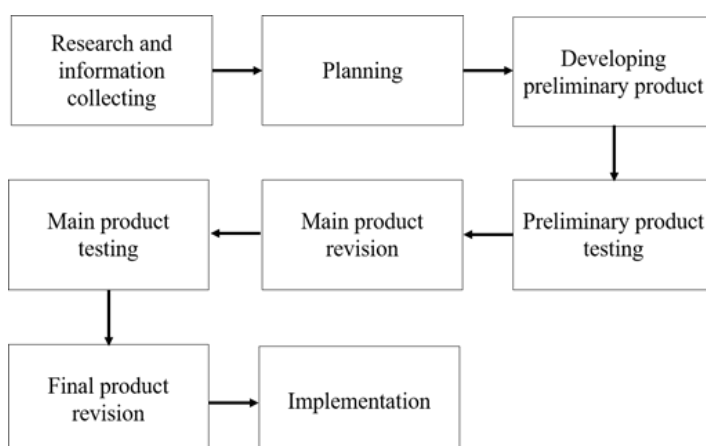 Research and
information
collecting
Planning
Developing
preliminary product
Preliminary product
testing
Main product
revision
Main product
testing
Final product
revision
Implementation